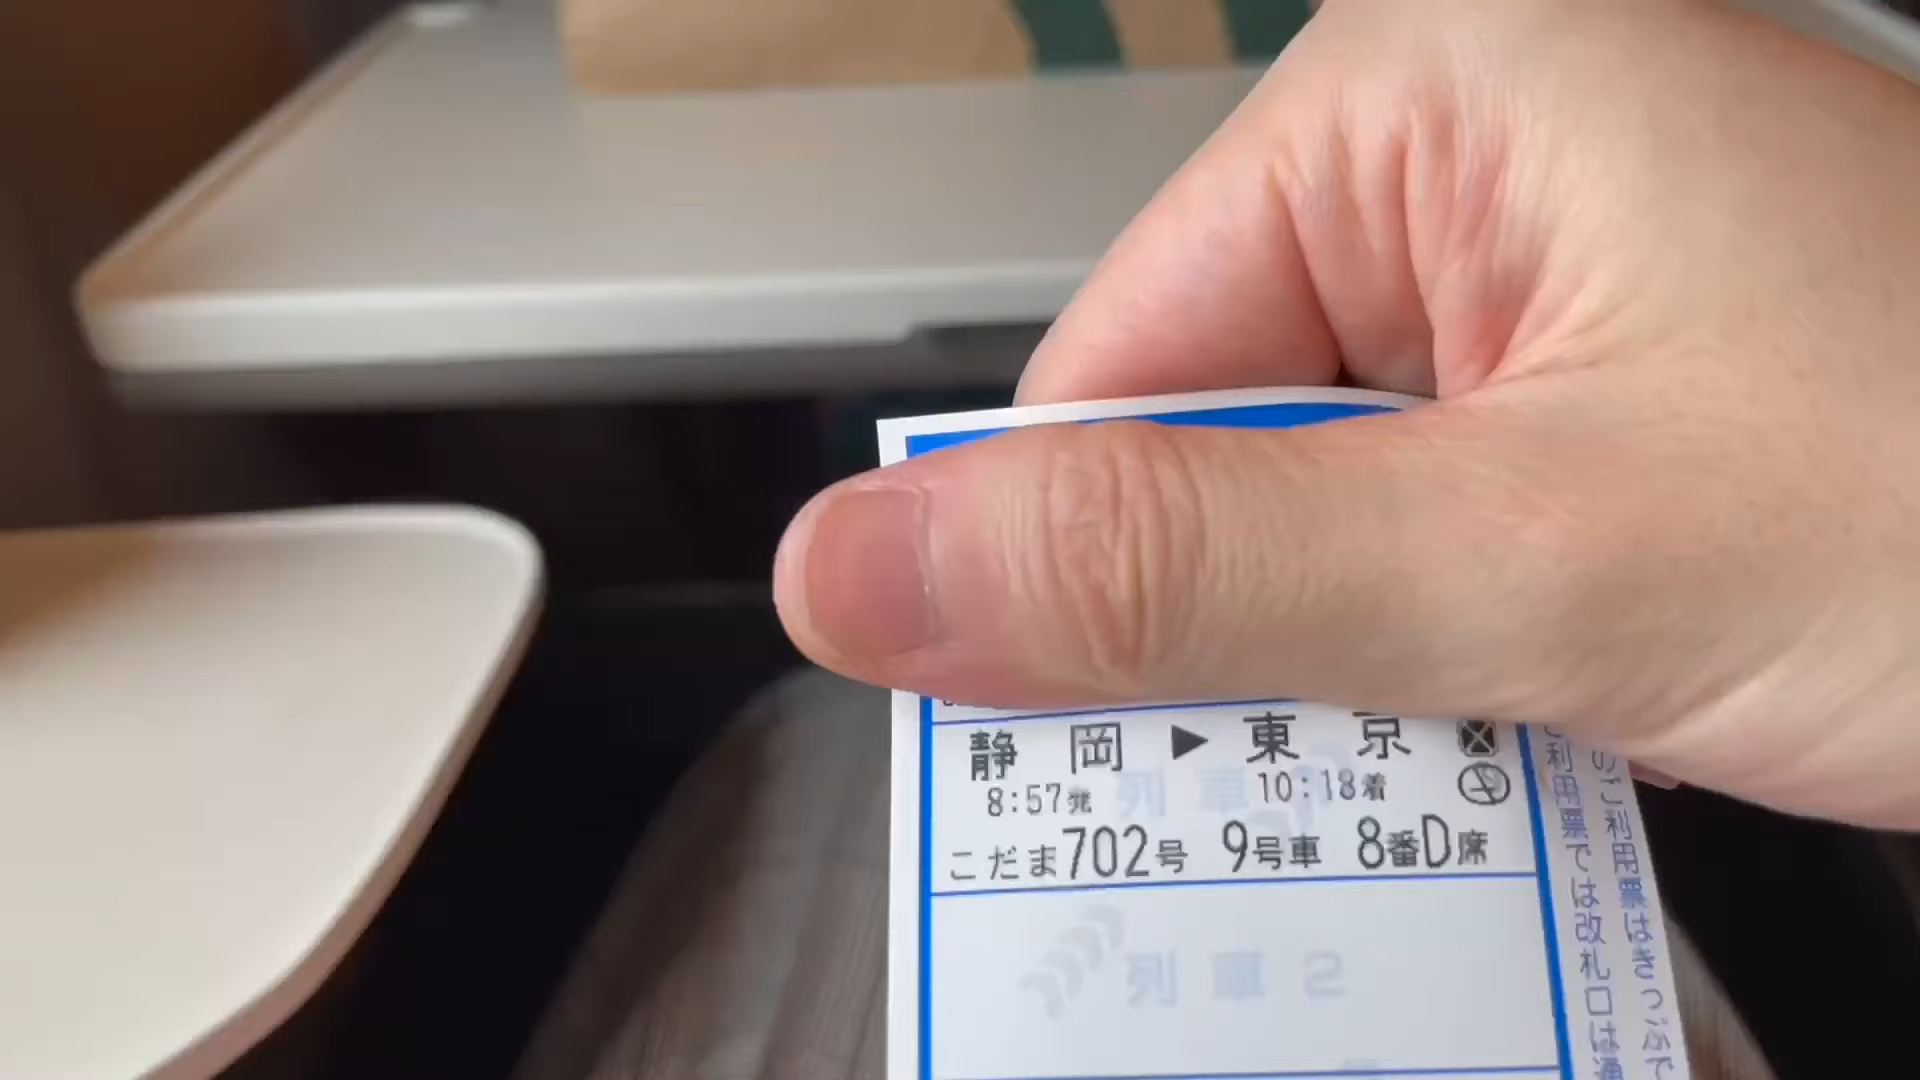 静岡▶東京
8:57発 10:18着
こだま702号 9号車 8番D席
列車
列車 2
のご利用票はきっぷで
ご利用票では改札口は通